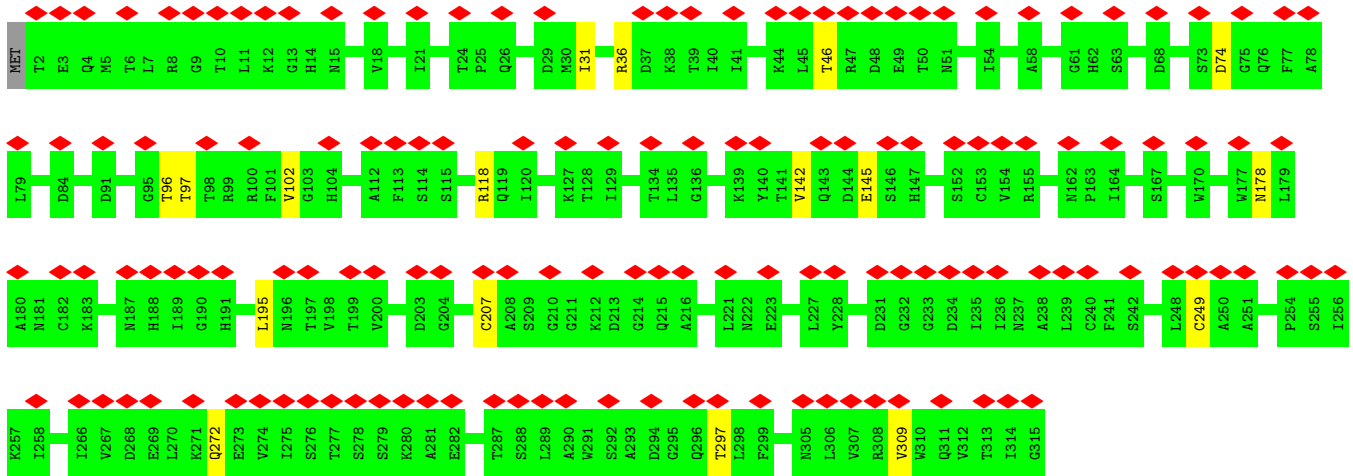 MET T2 E3 Q4 M5 T6 L7 R8 G9 T10 L11 K12 G13 H14 N15 V18 I21 T24 P25 Q26 D29 M30 I31 R36 D37 K38 T39 I40 I41 K44 L45 T46 R47 D48 E49 T50 N51 I54 A58 G61 H62 S63 D68 S73 D74 G75 Q76 F77 A78
L79 D84 D91 G95 T96 T97 T98 R99 R100 F101 V102 G103 H104 A112 F113 S114 S115 R118 Q119 I120 K127 T128 I129 T134 L135 G136 K139 Y140 T141 V142 Q143 D144 E145 S146 H147 S152 C153 V154 R155 N162 P163 I164 S167 W170 W177 N178 L179
A180 N181 C182 K183 N187 H188 I189 G190 H191 L195 N196 T197 V198 T199 V200 D203 G204 C207 A208 S209 G210 G211 K212 D213 G214 Q215 A216 L221 N222 E223 L227 Y228 D231 G232 G233 D234 I235 I236 N237 A238 L239 C240 F241 S242 L248 C249 A250 A251 P254 S255 I256
K257 I258 I266 V267 D268 E269 L270 K271 Q272 E273 V274 I275 S276 T277 S278 S279 K280 A281 E282 T287 S288 L289 A290 W291 S292 A293 D294 G295 Q296 T297 L298 F299 N305 L306 V307 R308 V309 W310 Q311 V312 T313 I314 G315